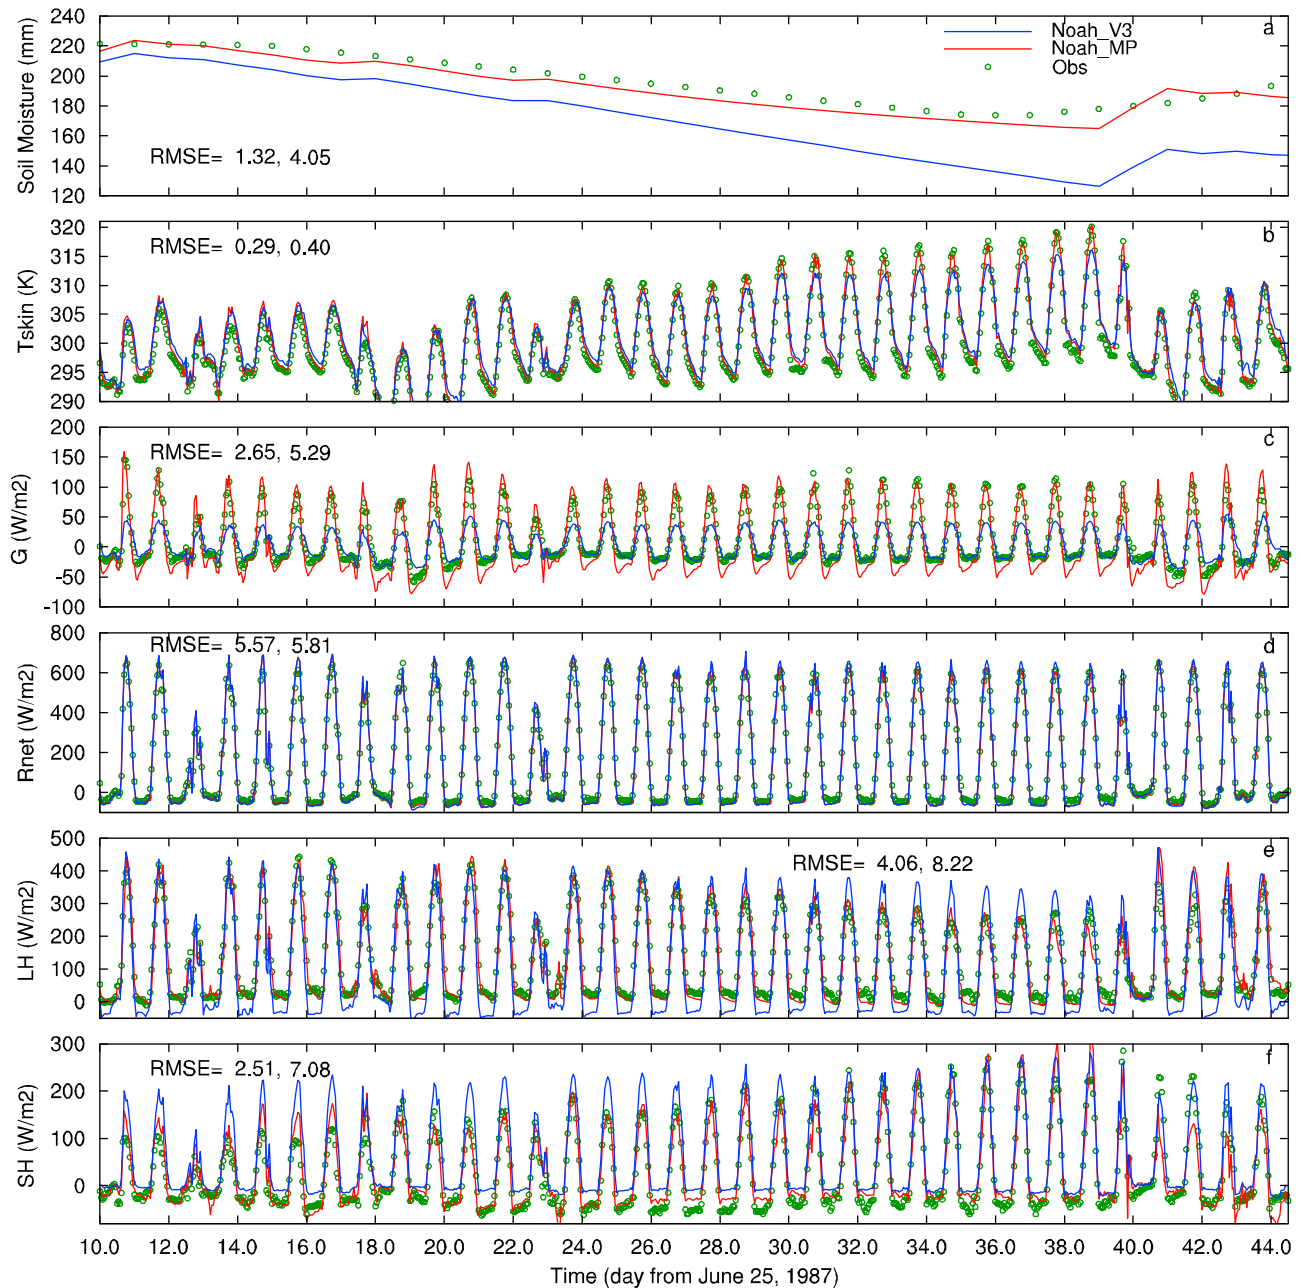 240
220
200
180
160
140
120
Soil Moisture (mm)
Noah_V3
Noah_MP
Obs
a
RMSE= 1.32, 4.05
320
315
310
305
300
295
290
Tskin (K)
RMSE= 0.29, 0.40
b
200
150
100
50
0
-50
-100
G (W/m2)
RMSE= 2.65, 5.29
c
800
600
400
200
0
Rnet (W/m2)
RMSE= 5.57, 5.81
d
500
400
300
200
100
0
LH (W/m2)
RMSE= 4.06, 8.22
e
300
200
100
0
SH (W/m2)
RMSE= 2.51, 7.08
f
10.0 12.0 14.0 16.0 18.0 20.0 22.0 24.0 26.0 28.0 30.0 32.0 34.0 36.0 38.0 40.0 42.0 44.0
Time (day from June 25, 1987)